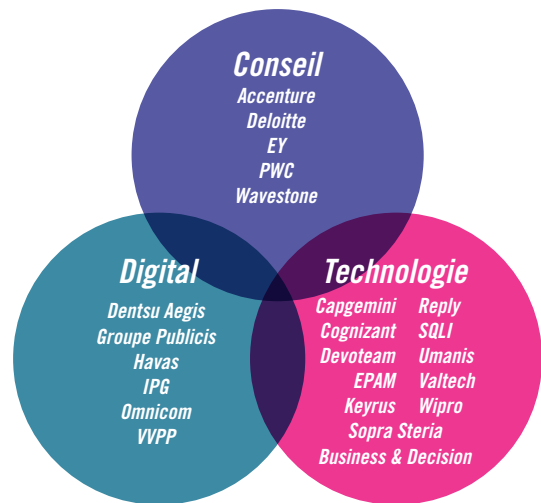 Conseil
Accenture
Deloitte
EY
PWC
Wavestone
Digital
Dentsu Aegis
Groupe Publicis
Havas
IPG
Omnicom
VVPP
Technologie
Capgemini Reply
Cognizant SQLI
Devoteam Umanis
EPAM Valtech
Keyrus Wipro
Sopra Steria
Business & Decision